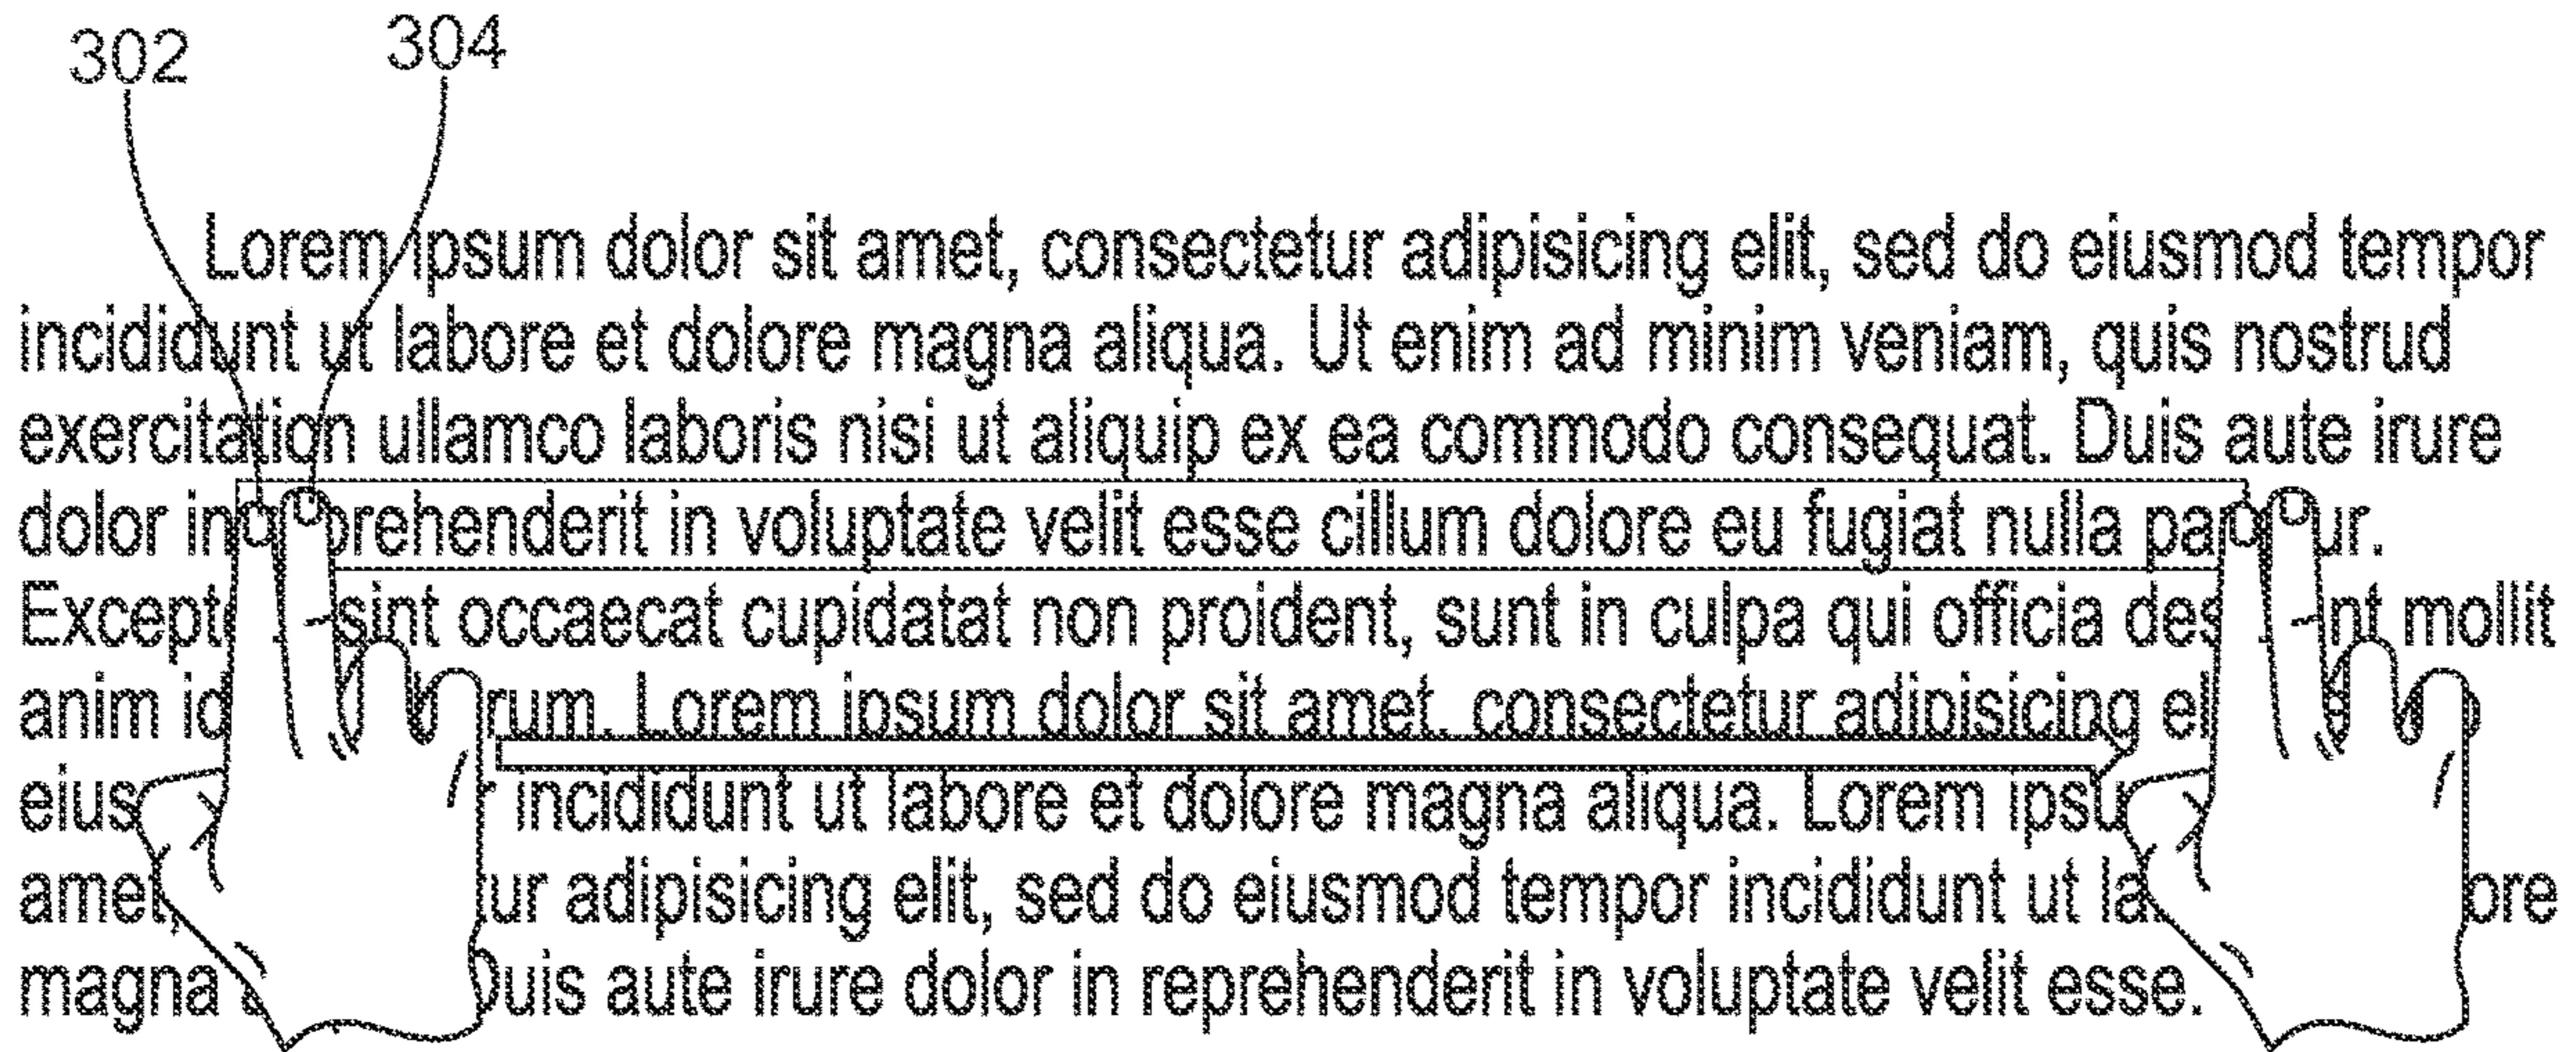 302 304
Lorem ipsum dolor sit amet, consectetur adipisicing elit, sed do eiusmod tempor
incididunt ut labore et dolore magna aliqua. Ut enim ad minim veniam, quis nostrud
exercitation ullamco laboris nisi ut aliquip ex ea commodo consequat. Duis aute irure
dolor in prehenderit in voluptate velit esse cillum dolore eu fugiat nulla par ur.
Except sint occaecat cupidatat non proident, sunt in culpa qui officia des nt mollit
anim id rum. Lorem ipsum dolor sit amet, consectetur adipisicing el
eius incididunt ut labore et dolore magna aliqua. Lorem ipsu
amet, ur adipisicing elit, sed do eiusmod tempor incididunt ut la ore
magna Duis aute irure dolor in reprehenderit in voluptate velit esse.